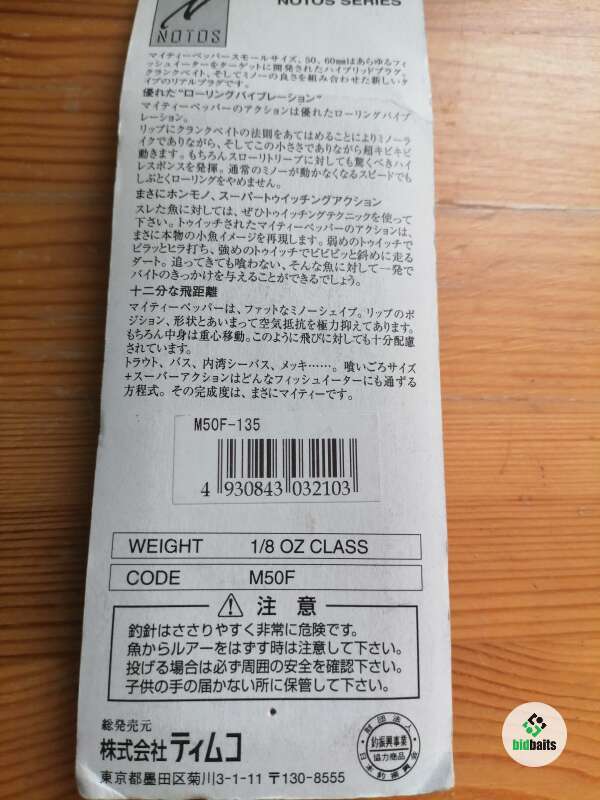 NOTOS SERIES
NOTOS
マイティーペッパースモールサイズ、50、60㎜はあらゆるフィ
ッシュイーターをターゲットに開発されたハイブリッドプラグ。
クランクベイト、そしてミノーの良さを組み合わせた新しいタ
イプのリアルプラグです。
優れた"ローリングバイブレーション"
マイティーペッパーのアクションは優れたローリングバイブ
レーション。
リップにクランクベイトの法則をあてはめることによりミノーラ
イクでありながら、そしてこの小ささでありながら超キビキビ
動きます。もちろんスローリトリーブに対しても驚くべきハイ
レスポンスを発揮。通常のミノーが動かなくなるスピードでも
しぶとくローリングをやめません。
まさにホンモノ、スーパートゥイッチングアクション
スレた魚に対しては、ぜひトゥイッチングテクニックを使って
下さい。トゥイッチされたマイティーペッパーのアクションは、
まさに本物の小魚イメージを再現します。弱めのトゥイッチで
ピラッとヒラ打ち、強めのトゥイッチでビビビッと斜めに走る
ダート。追ってきても喰わない、そんな魚に対して一発で
バイトのきっかけを与えることができるでしょう。
十二分な飛距離
マイティーペッパーは、ファットなミノーシェイプ。リップのポ
ジション、形状とあいまって空気抵抗を極力抑えてあります。
もちろん中身は重心移動。このように飛びに対しても十分配慮
されています。
トラウト、バス、内湾シーバス、メッキ……。喰いごろサイズ
+スーパーアクションはどんなフィッシュイーターにも通ずる
方程式。その完成度は、まさにマイティーです。
M50F-135
4 930843 032103
WEIGHT 1/8 OZ CLASS
CODE M50F
注 意
釣針はささりやすく非常に危険です。
魚からルアーをはずす時は注意して下さい。
投げる場合は必ず周囲の安全を確認下さい。
子供の手の届かない所に保管して下さい。
総発売元
株式会社ティムコ
東京都墨田区菊川3-1-11 〒130-8555
財団法人
釣振興事業
協力商品
日本釣振興会
bidbaits